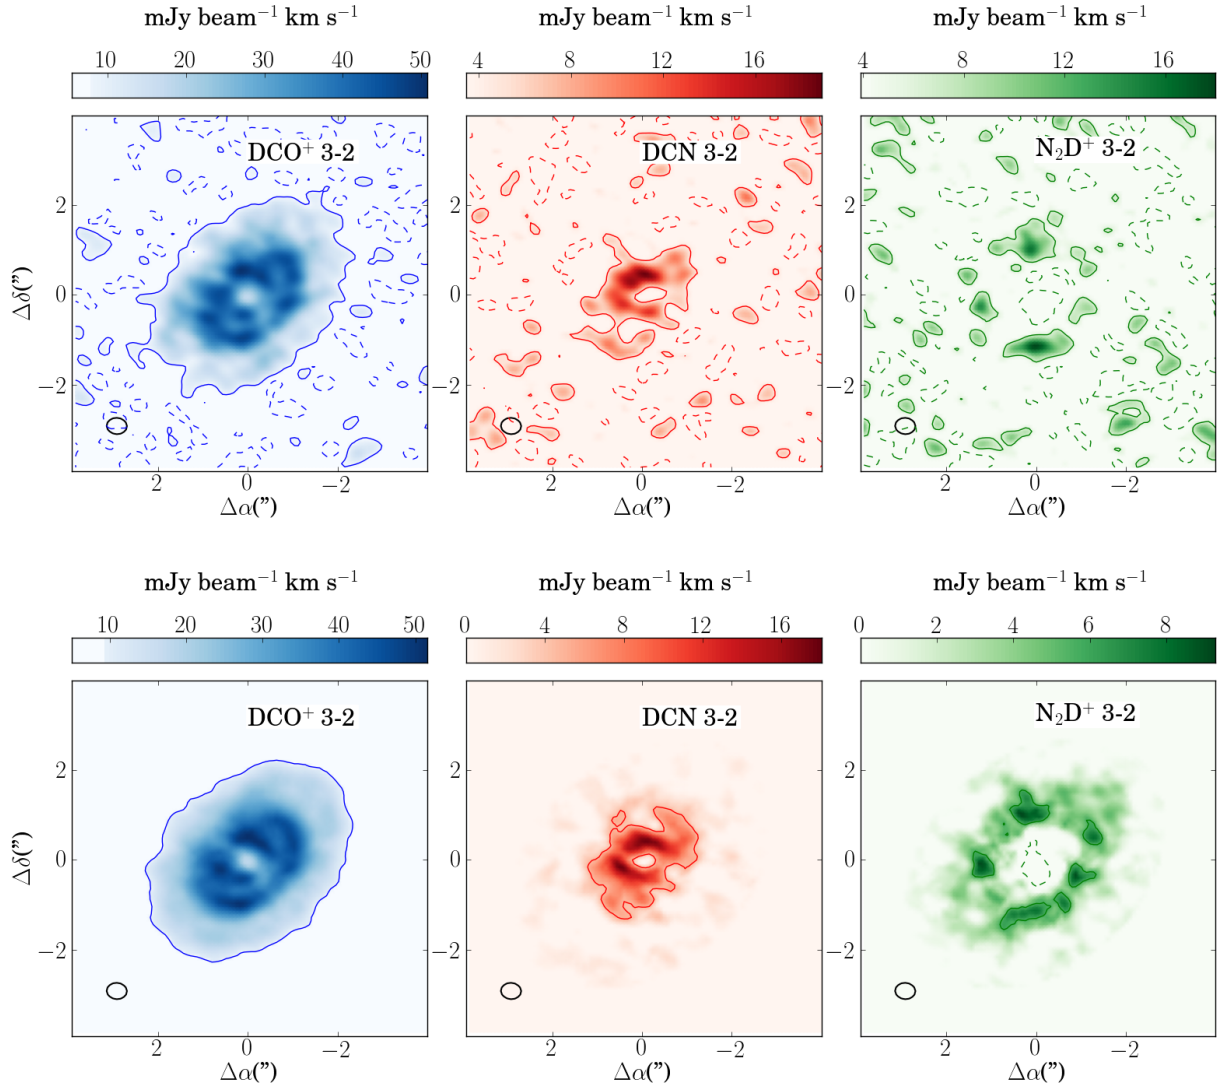 mJy beam⁻¹ km s⁻¹ mJy beam⁻¹ km s⁻¹ mJy beam⁻¹ km s⁻¹
10 20 30 40 50 4 8 12 16 4 8 12 16
DCO⁺ 3-2 DCN 3-2 N₂D⁺ 3-2
2
0
−2
Δδ(")
2 0 −2 2 0 −2 2 0 −2
Δα(") Δα(") Δα(")
mJy beam⁻¹ km s⁻¹ mJy beam⁻¹ km s⁻¹ mJy beam⁻¹ km s⁻¹
10 20 30 40 50 0 4 8 12 16 0 2 4 6 8
DCO⁺ 3-2 DCN 3-2 N₂D⁺ 3-2
2
0
−2
Δδ(")
2 0 −2 2 0 −2 2 0 −2
Δα(") Δα(") Δα(")